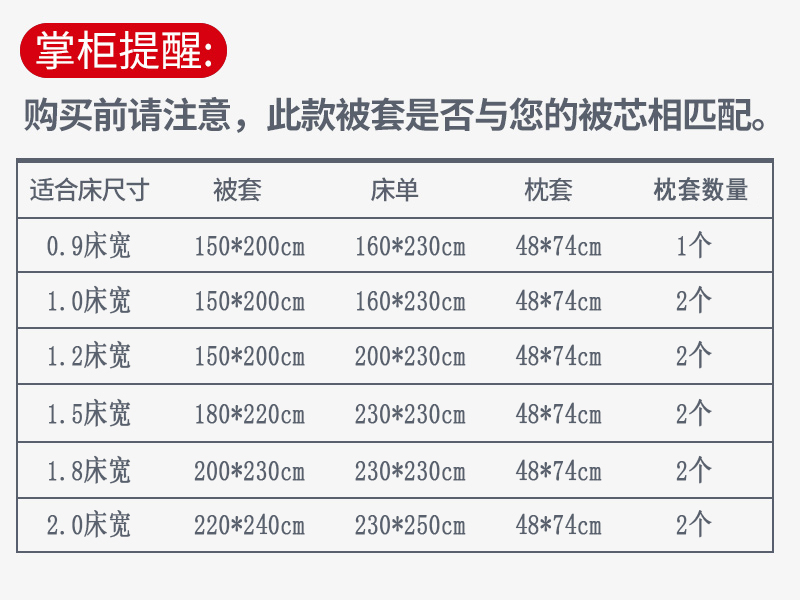 掌柜提醒:
购买前请注意，此款被套是否与您的被芯相匹配。
适合床尺寸 被套 床单 枕套 枕套数量
0.9床宽 150*200cm 160*230cm 48*74cm 1个
1.0床宽 150*200cm 160*230cm 48*74cm 2个
1.2床宽 150*200cm 200*230cm 48*74cm 2个
1.5床宽 180*220cm 230*230cm 48*74cm 2个
1.8床宽 200*230cm 230*230cm 48*74cm 2个
2.0床宽 220*240cm 230*250cm 48*74cm 2个